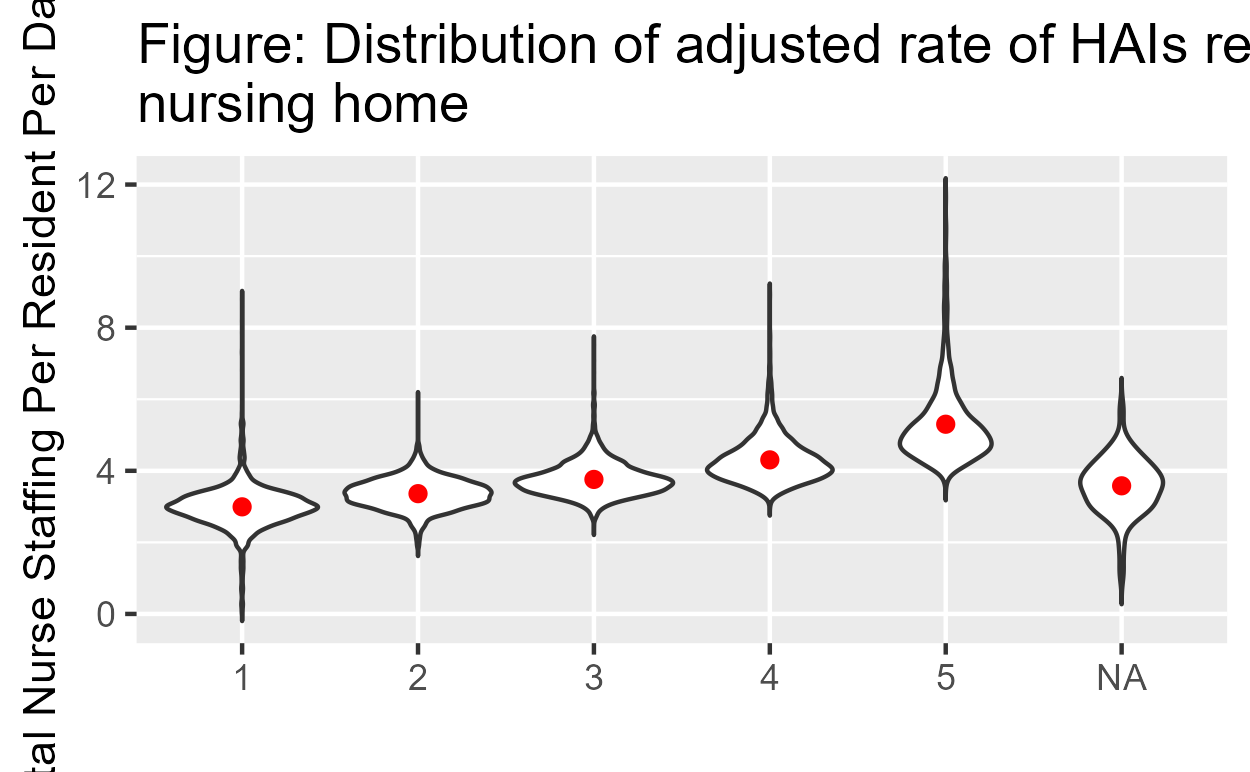 Figure: Distribution of adjusted rate of HAIs re
nursing home
tal Nurse Staffing Per Resident Per Da
12
8
4
0
1 2 3 4 5 NA